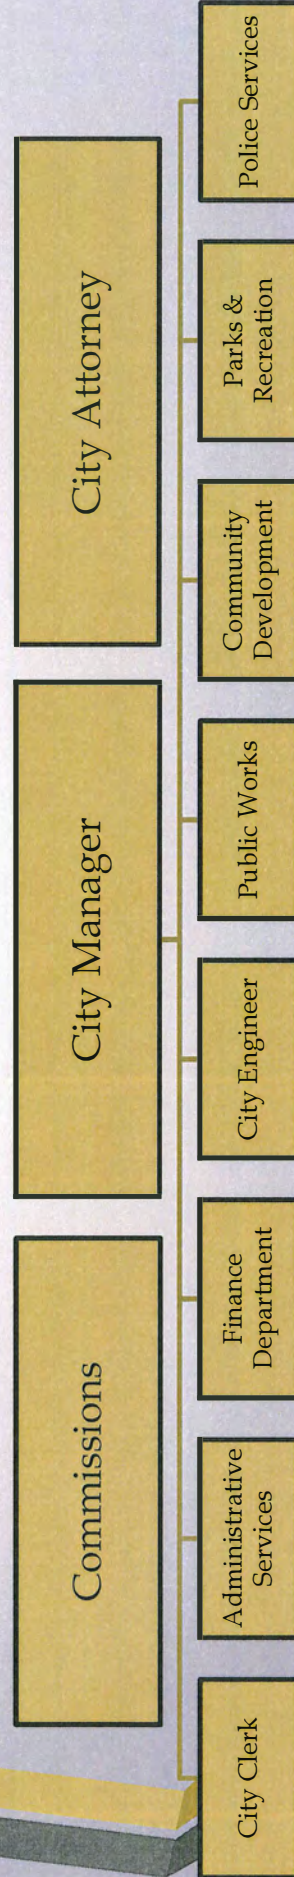 Commissions
City Manager
City Attorney
City Clerk
Administrative
Services
Finance
Department
City Engineer
Public Works
Community
Development
Parks &
Recreation
Police Services